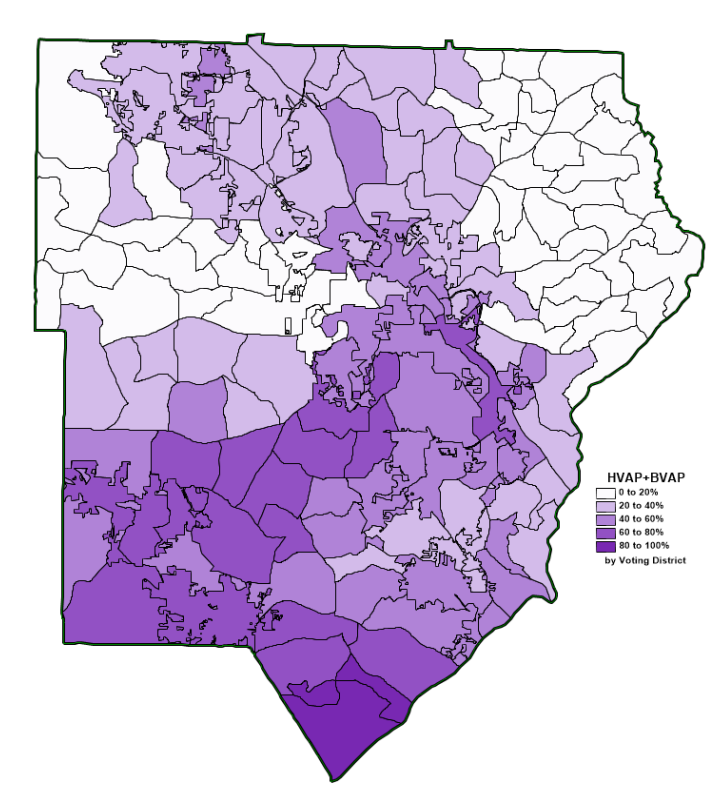 HVAP+BVAP
0 to 20%
20 to 40%
40 to 60%
60 to 80%
80 to 100%
by Voting District